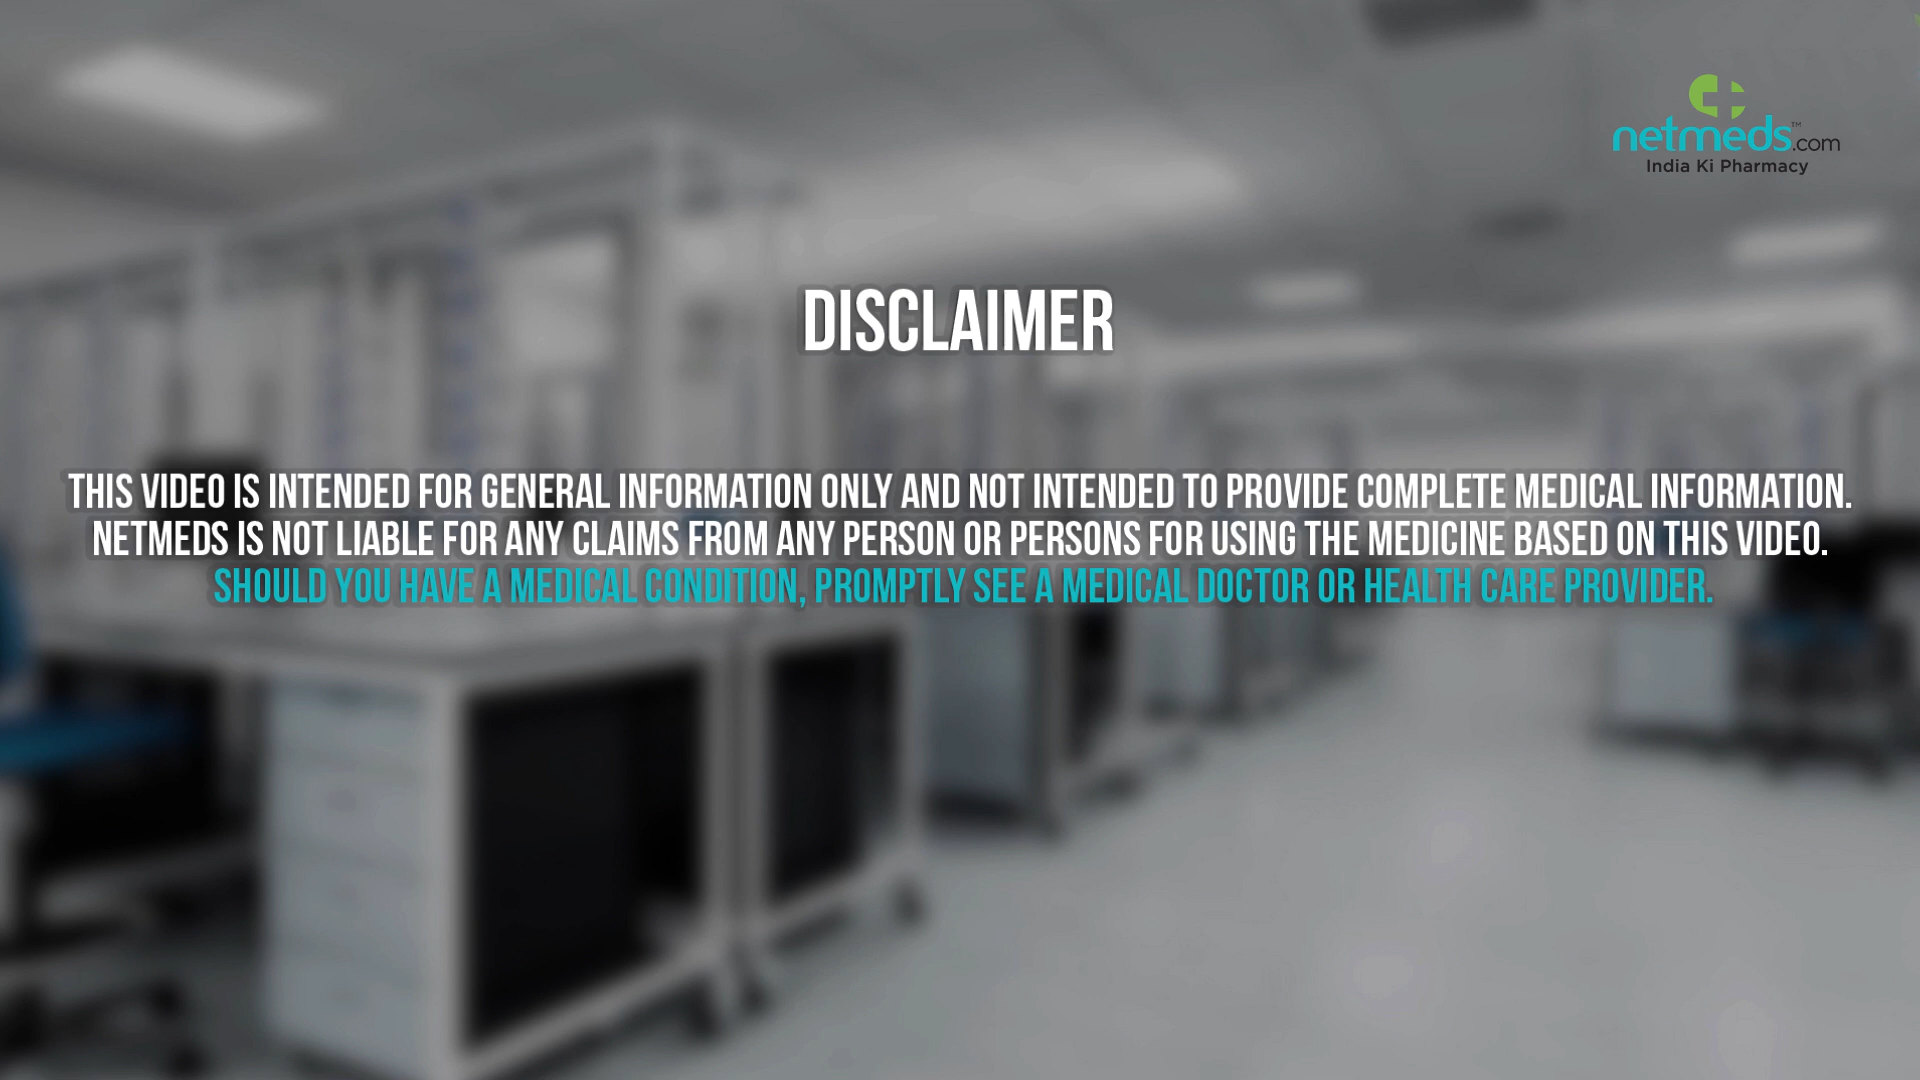 netmeds™.com
India Ki Pharmacy
DISCLAIMER
THIS VIDEO IS INTENDED FOR GENERAL INFORMATION ONLY AND NOT INTENDED TO PROVIDE COMPLETE MEDICAL INFORMATION.
NETMEDS IS NOT LIABLE FOR ANY CLAIMS FROM ANY PERSON OR PERSONS FOR USING THE MEDICINE BASED ON THIS VIDEO.
SHOULD YOU HAVE A MEDICAL CONDITION, PROMPTLY SEE A MEDICAL DOCTOR OR HEALTH CARE PROVIDER.